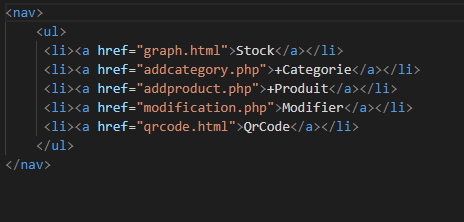 <nav>
<ul>
<li><a href="graph.html">Stock</a></li>
<li><a href="addcategory.php">+Categorie</a></li>
<li><a href="addproduct.php">+Produit</a></li>
<li><a href="modification.php">Modifier</a></li>
<li><a href="qrcode.html">QrCode</a></li>
</ul>
</nav>